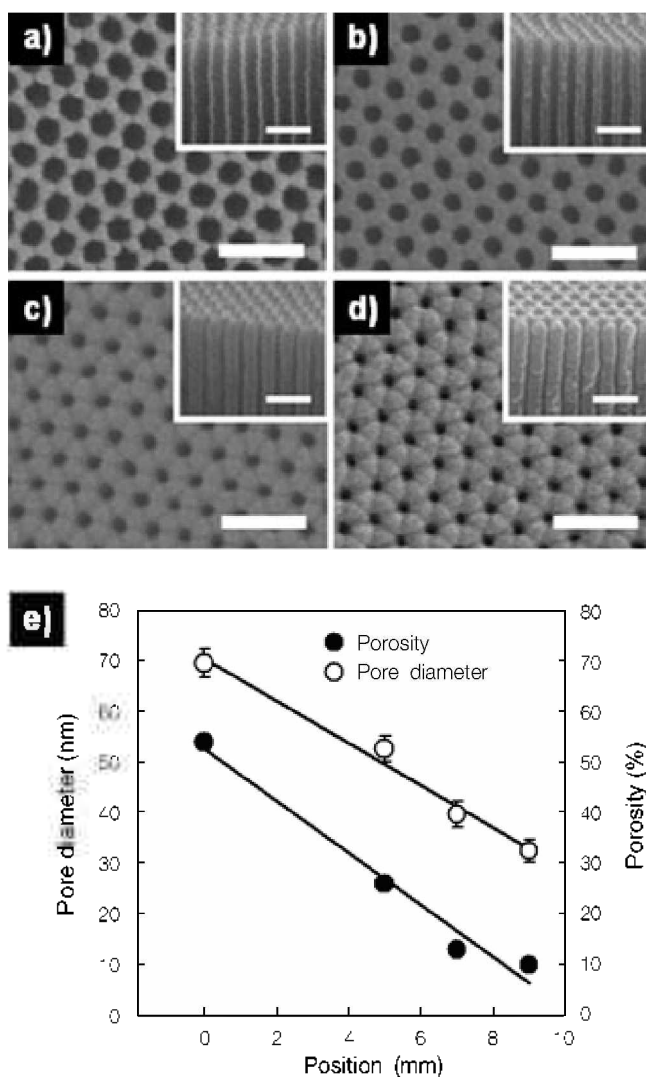 a)
b)
c)
d)
e)
Porosity
Pore diameter
Pore diameter (nm)
80
70
60
50
40
30
20
10
0
80
70
60
50
40
30
20
10
0
Porosity (%)
0 2 4 6 8 10
Position (mm)